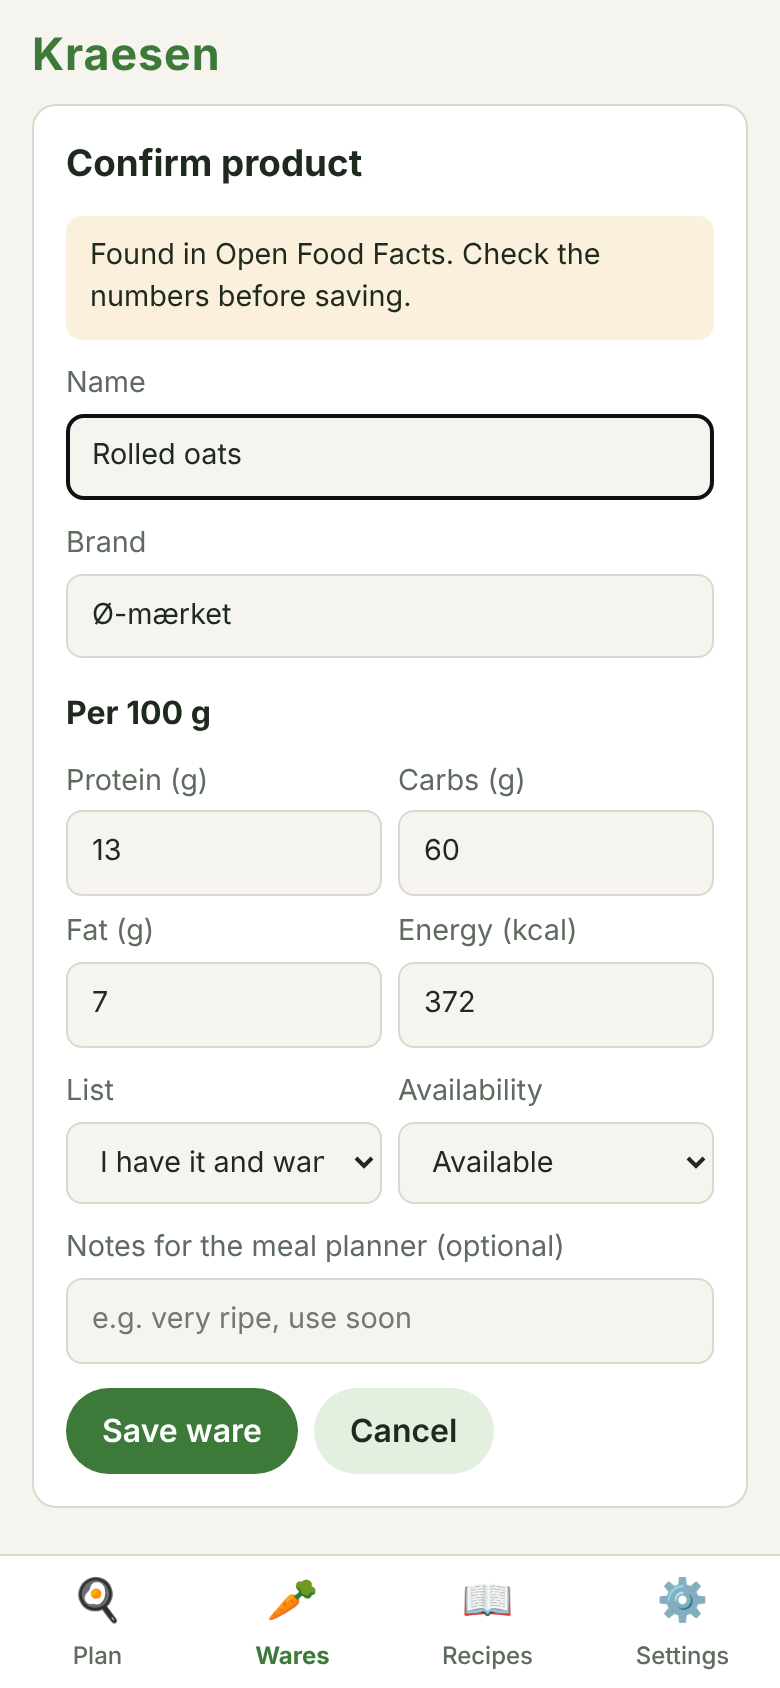 Kraesen
Confirm product
Found in Open Food Facts. Check the
numbers before saving.
Name
Rolled oats
Brand
Ø-mærket
Per 100 g
Protein (g)
Carbs (g)
13
60
Fat (g)
Energy (kcal)
7
372
List
Availability
I have it and war
Available
Notes for the meal planner (optional)
e.g. very ripe, use soon
Save ware
Cancel
Plan
Wares
Recipes
Settings